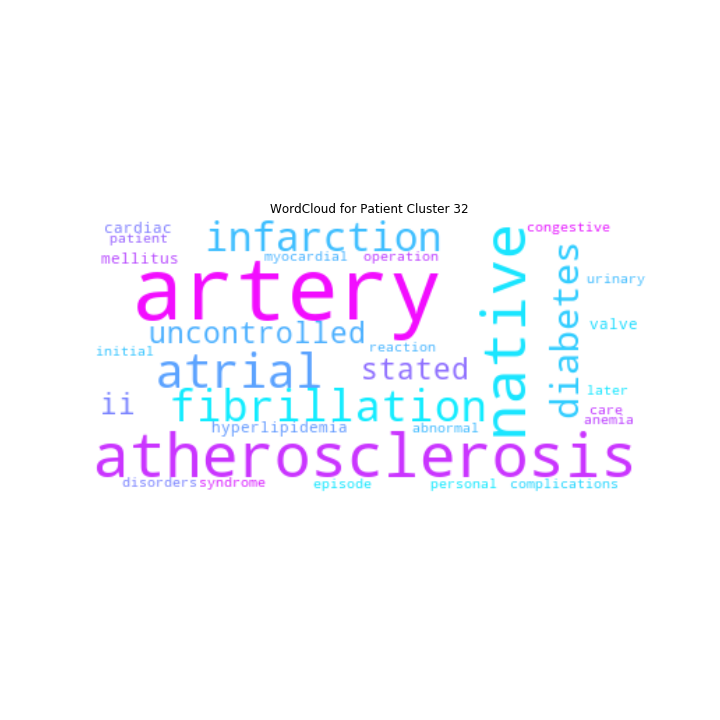 WordCloud for Patient Cluster 32
cardiac
patient
mellitus
infarction
myocardial
operation
artery
uncontrolled
reaction
initial
atrial
stated
ii
fibrillation
hyperlipidemia
abnormal
atherosclerosis
disorders
syndrome
episode
personal
complications
native
congestive
diabetes
urinary
valve
later
care
anemia